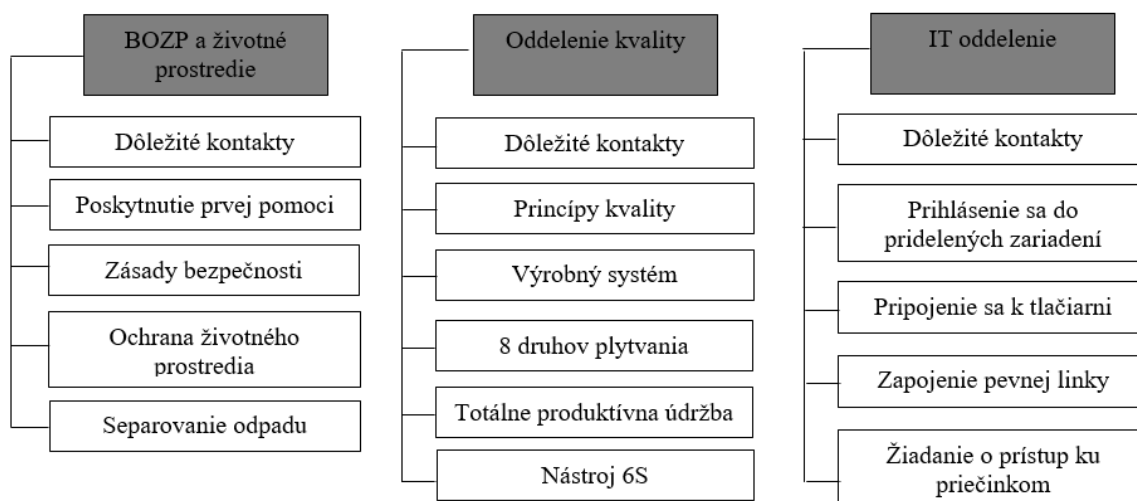 BOZP a životné
prostredie
Dôležité kontakty
Poskytnutie prvej pomoci
Zásady bezpečnosti
Ochrana životného
prostredia
Separovanie odpadu
Oddelenie kvality
Dôležité kontakty
Princípy kvality
Výrobný systém
8 druhov plytvania
Totálne produktívna údržba
Nástroj 6S
IT oddelenie
Dôležité kontakty
Prihlásenie sa do
pridelených zariadení
Pripojenie sa k tlačiarni
Zapojenie pevnej linky
Žiadanie o prístup ku
priečinkom